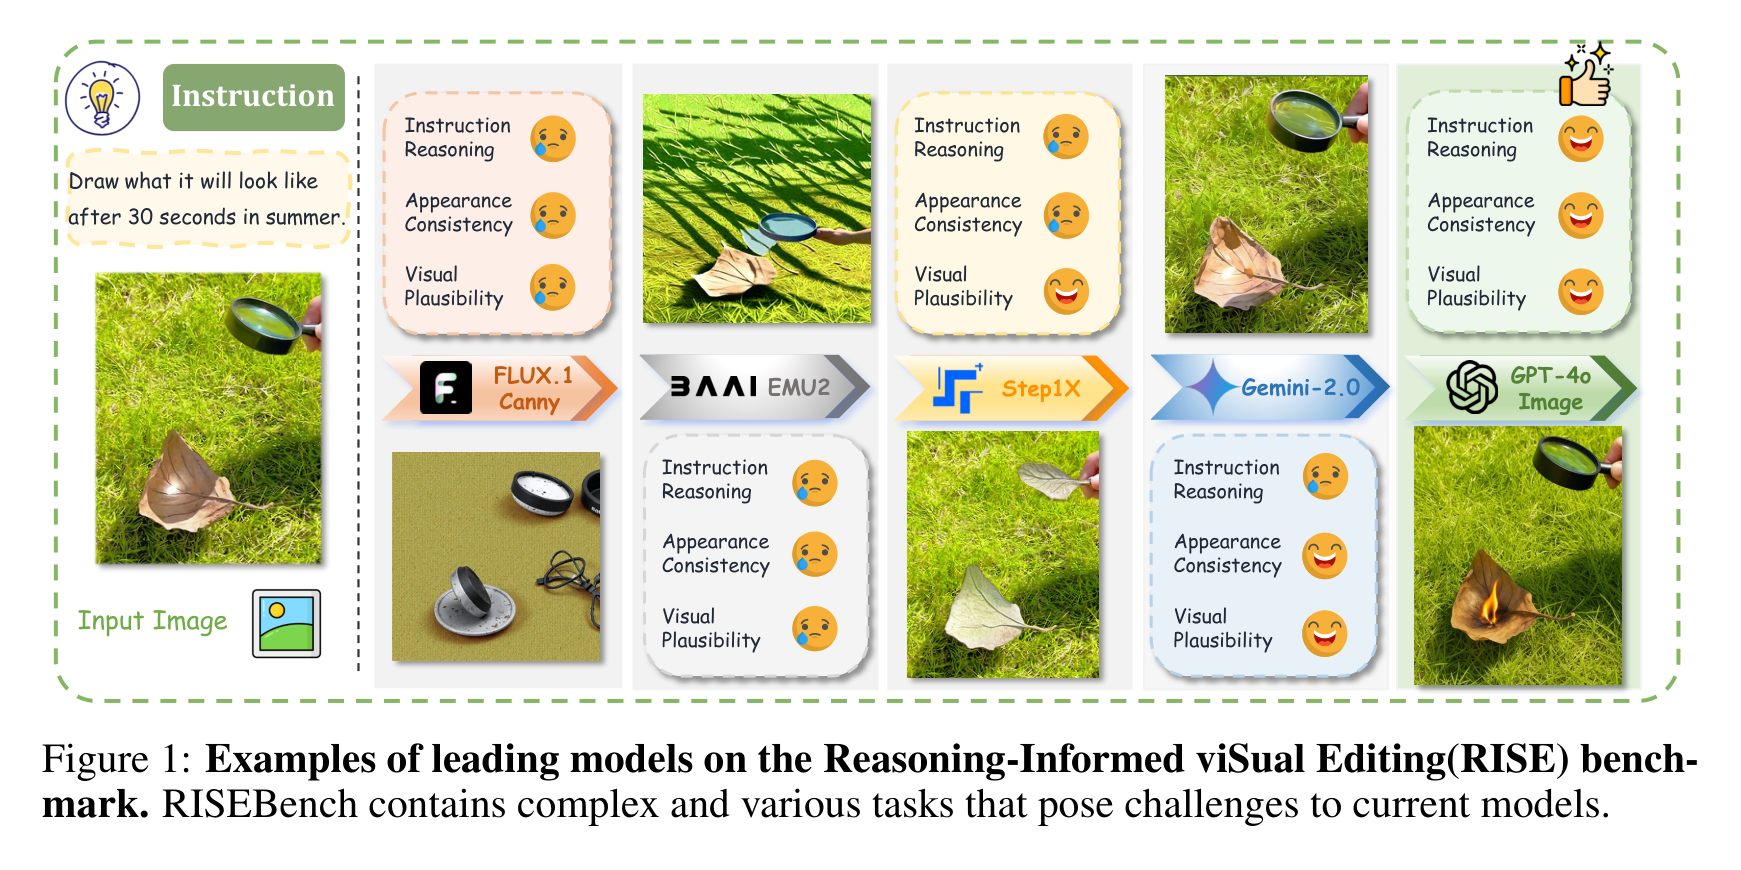 Instruction
Draw what it will look like
after 30 seconds in summer.
Input Image
Instruction
Reasoning
Appearance
Consistency
Visual
Plausibility
FLUX.1
Canny
BAAI EMU2
Instruction
Reasoning
Appearance
Consistency
Visual
Plausibility
Instruction
Reasoning
Appearance
Consistency
Visual
Plausibility
Step1X
Gemini-2.0
Instruction
Reasoning
Appearance
Consistency
Visual
Plausibility
Instruction
Reasoning
Appearance
Consistency
Visual
Plausibility
GPT-4o
Image
Figure 1: Examples of leading models on the Reasoning-Informed viSual Editing(RISE) bench-
mark. RISEBench contains complex and various tasks that pose challenges to current models.